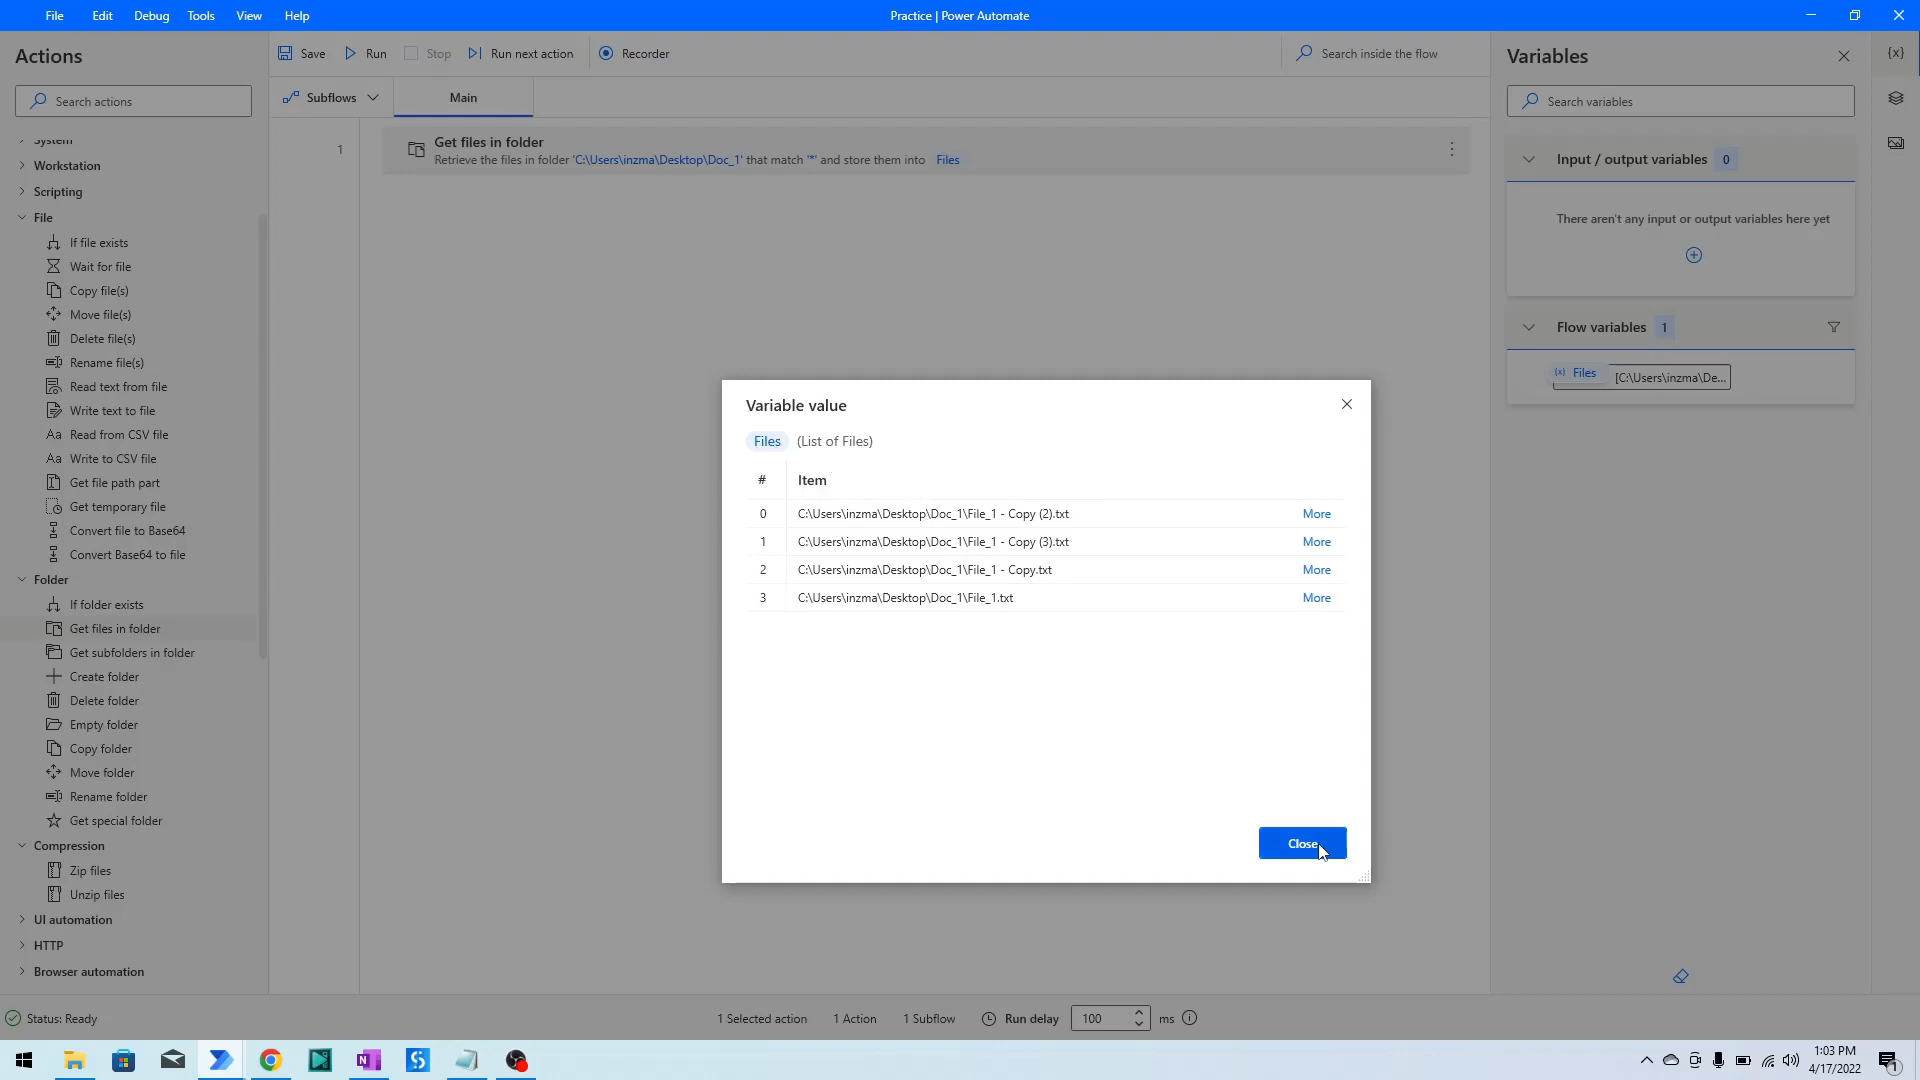 File Edit Debug Tools View Help
Practice | Power Automate
Actions
Search actions
System
Workstation
Scripting
File
If file exists
Wait for file
Copy file(s)
Move file(s)
Delete file(s)
Rename file(s)
Read text from file
Write text to file
Read from CSV file
Write to CSV file
Get file path part
Get temporary file
Convert file to Base64
Convert Base64 to file
Folder
If folder exists
Get files in folder
Get subfolders in folder
Create folder
Delete folder
Empty folder
Copy folder
Move folder
Rename folder
Get special folder
Compression
Zip files
Unzip files
UI automation
HTTP
Browser automation
Save Run Stop Run next action Recorder
Search inside the flow
Subflows Main
1
Get files in folder
Retrieve the files in folder 'C:\Users\inzma\Desktop\Doc_1' that match '*' and store them into Files
Variable value
Files (List of Files)
# Item
0 C:\Users\inzma\Desktop\Doc_1\File_1 - Copy (2).txt More
1 C:\Users\inzma\Desktop\Doc_1\File_1 - Copy (3).txt More
2 C:\Users\inzma\Desktop\Doc_1\File_1 - Copy.txt More
3 C:\Users\inzma\Desktop\Doc_1\File_1.txt More
Close
Variables
{x}
Search variables
Input / output variables 0
There aren't any input or output variables here yet
Flow variables 1
(x) Files [C:\Users\inzma\De...
Status: Ready
1 Selected action 1 Action 1 Subflow Run delay 100 ms
1:03 PM
4/17/2022
1